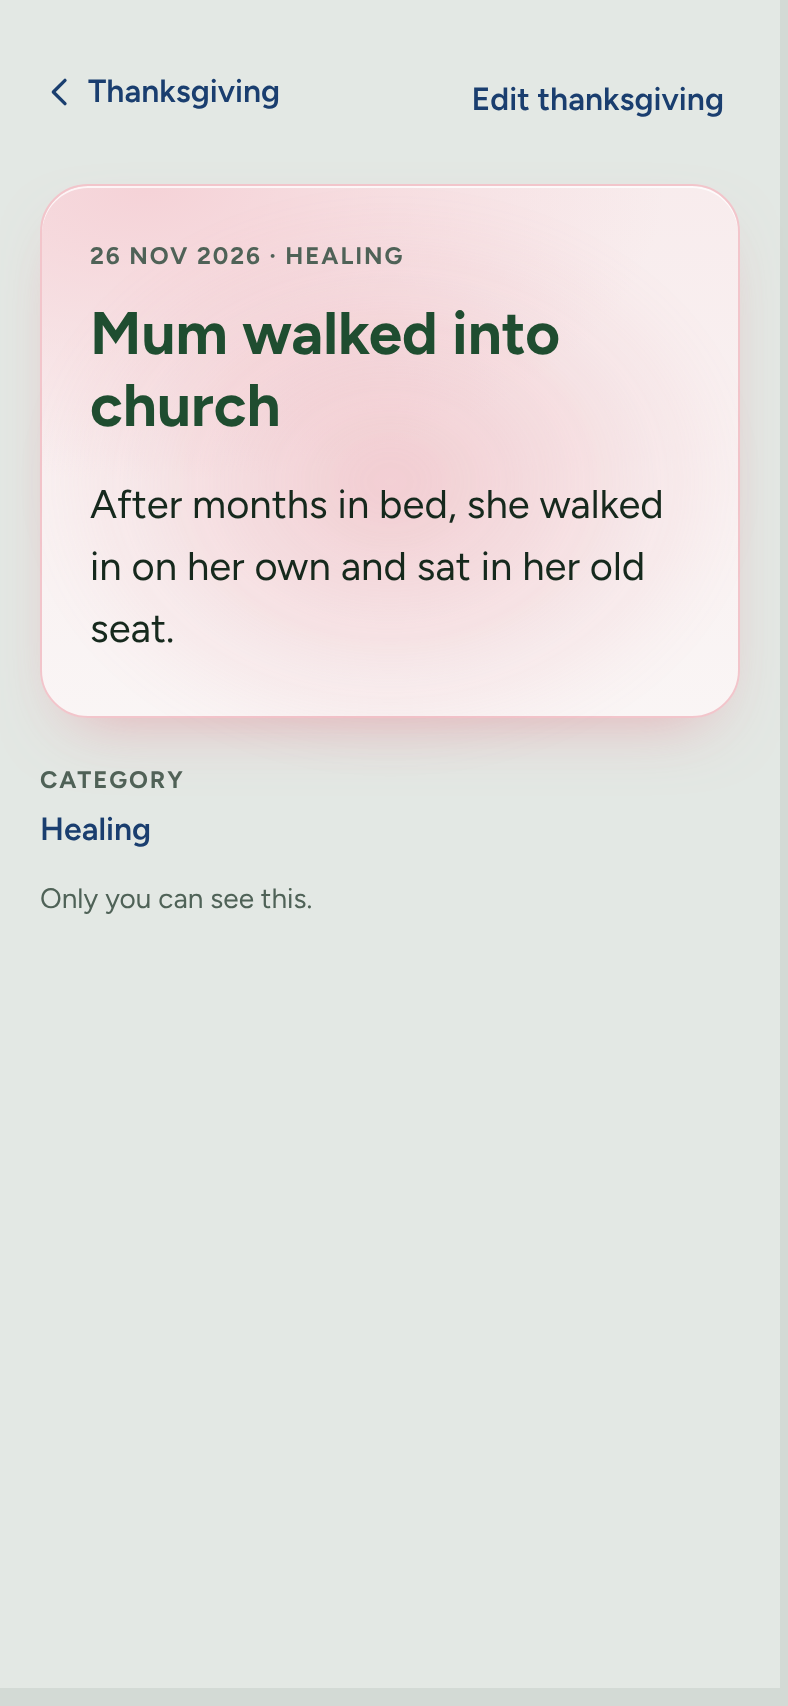 Thanksgiving
Edit thanksgiving
26 NOV 2026 · HEALING
Mum walked into
church
After months in bed, she walked
in on her own and sat in her old
seat.
CATEGORY
Healing
Only you can see this.